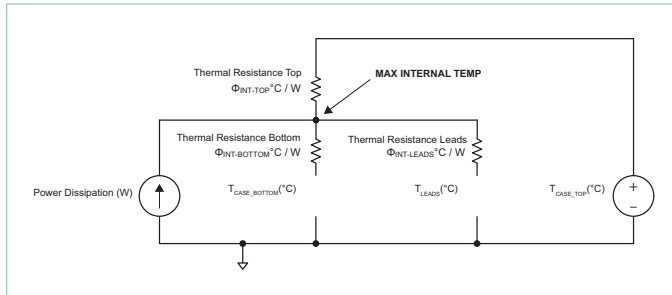 Thermal Resistance Top
ΦINT-TOP°C / W
MAX INTERNAL TEMP
Thermal Resistance Bottom
ΦINT-BOTTOM°C / W
Thermal Resistance Leads
ΦINT-LEADS°C / W
Power Dissipation (W)
TCASE_BOTTOM(°C)
TLEADS(°C)
TCASE_TOP(°C)
+
–